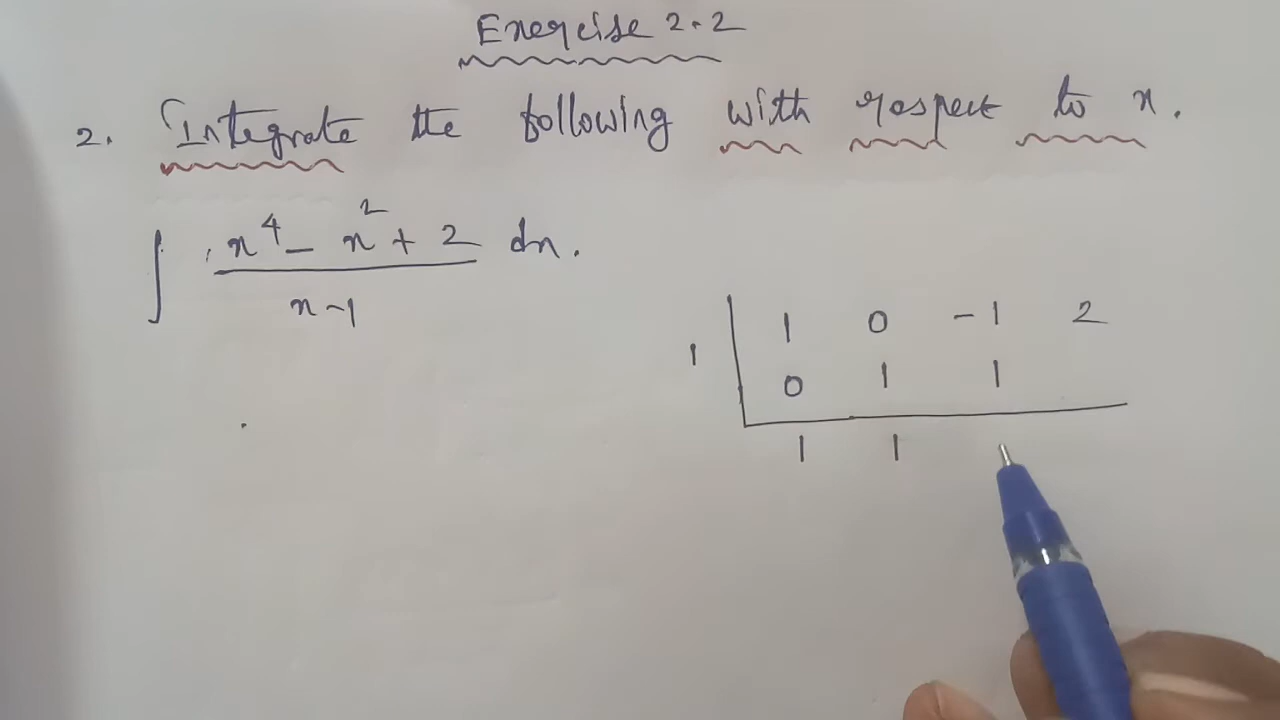 Exercise 2.2
2. Integrate the following with respect to x.
∫ x⁴ - x² + 2 / x-1 dx.
1 | 1 0 -1 2
0 1 1
1 1